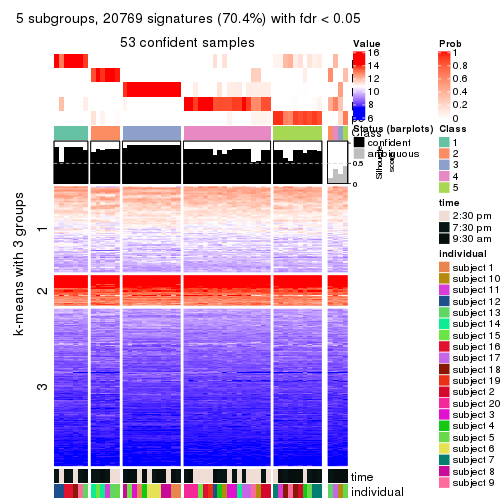 5 subgroups, 20769 signatures (70.4%) with fdr < 0.05
53 confident samples
k-means with 3 groups
1
2
3
Class
0.5
0
Silhouette
score
time
individual
Value
16
14
12
10
8
6
Status (barplots)
confident
ambiguous
Prob
1
0.8
0.6
0.4
0.2
0
Class
1
2
3
4
5
time
2:30 pm
7:30 pm
9:30 am
Individual
subject 1
subject 10
subject 11
subject 12
subject 13
subject 14
subject 15
subject 16
subject 17
subject 18
subject 19
subject 2
subject 20
subject 3
subject 4
subject 5
subject 6
subject 7
subject 8
subject 9